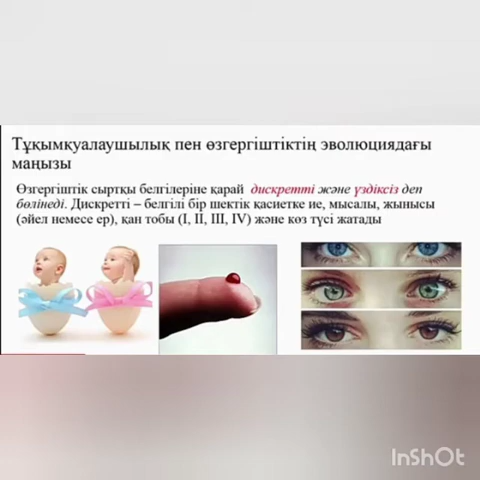 Тұқымқуалаушылық пен өзгергіштіктің эволюциядағы
маңызы
Өзгергіштік сыртқы белгілеріне қарай дискретті және үздіксіз деп
бөлінеді. Дискретті – белгілі бір шектік қасиетке ие, мысалы, жынысы
(әйел немесе ер), қан тобы (I, II, III, IV) және көз түсі жатады
InShOt